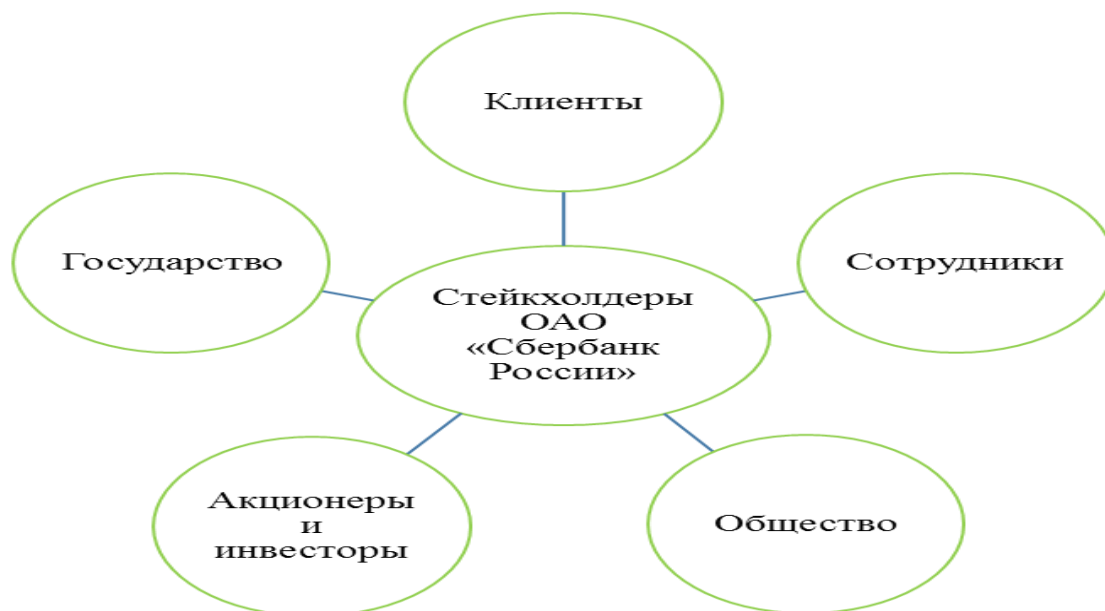 Клиенты
Государство
Сотрудники
Стейкхолдеры
ОАО
«Сбербанк
России»
Акционеры
и
инвесторы
Общество